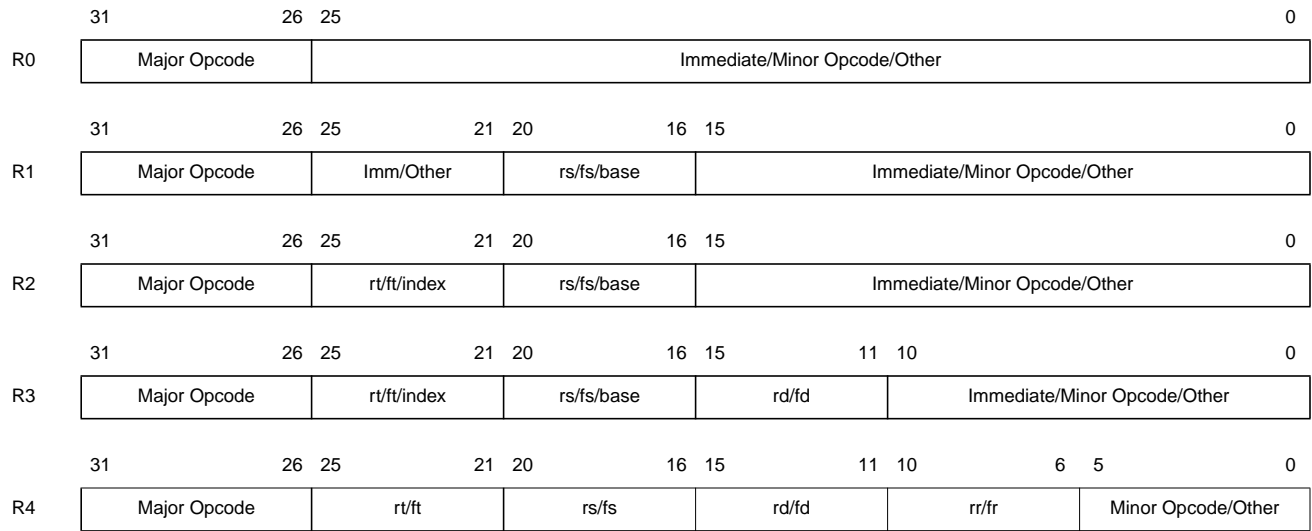 31 26 25 0
R0 Major Opcode Immediate/Minor Opcode/Other
31 26 25 21 20 16 15 0
R1 Major Opcode Imm/Other rs/fs/base Immediate/Minor Opcode/Other
31 26 25 21 20 16 15 0
R2 Major Opcode rt/ft/index rs/fs/base Immediate/Minor Opcode/Other
31 26 25 21 20 16 15 11 10 0
R3 Major Opcode rt/ft/index rs/fs/base rd/fd Immediate/Minor Opcode/Other
31 26 25 21 20 16 15 11 10 6 5 0
R4 Major Opcode rt/ft rs/fs rd/fd rr/fr Minor Opcode/Other